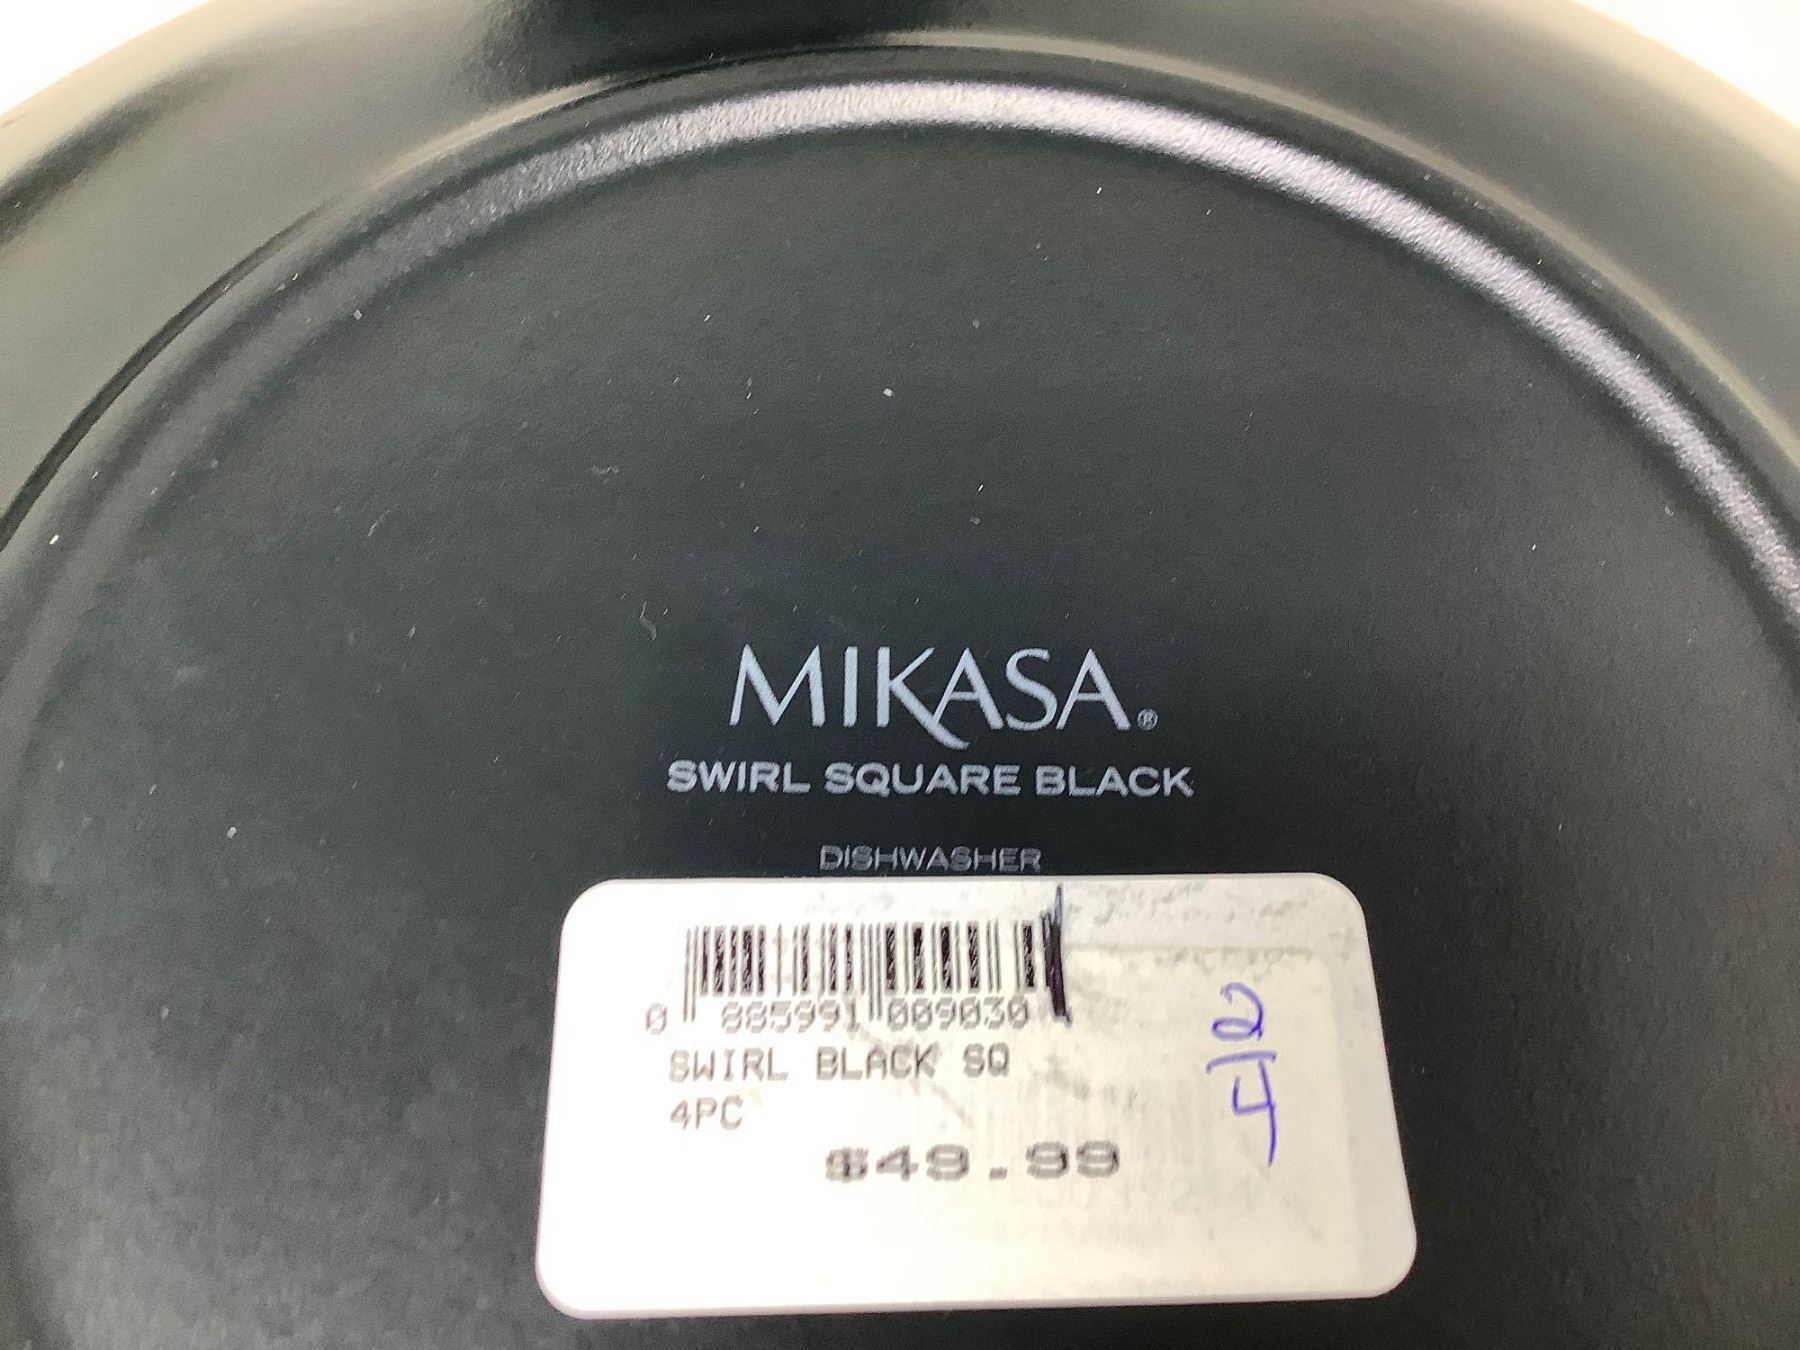 MIKASA®
SWIRL SQUARE BLACK
DISHWASHER
0 885991 009030
SWIRL BLACK SQ
4PC
$49.99